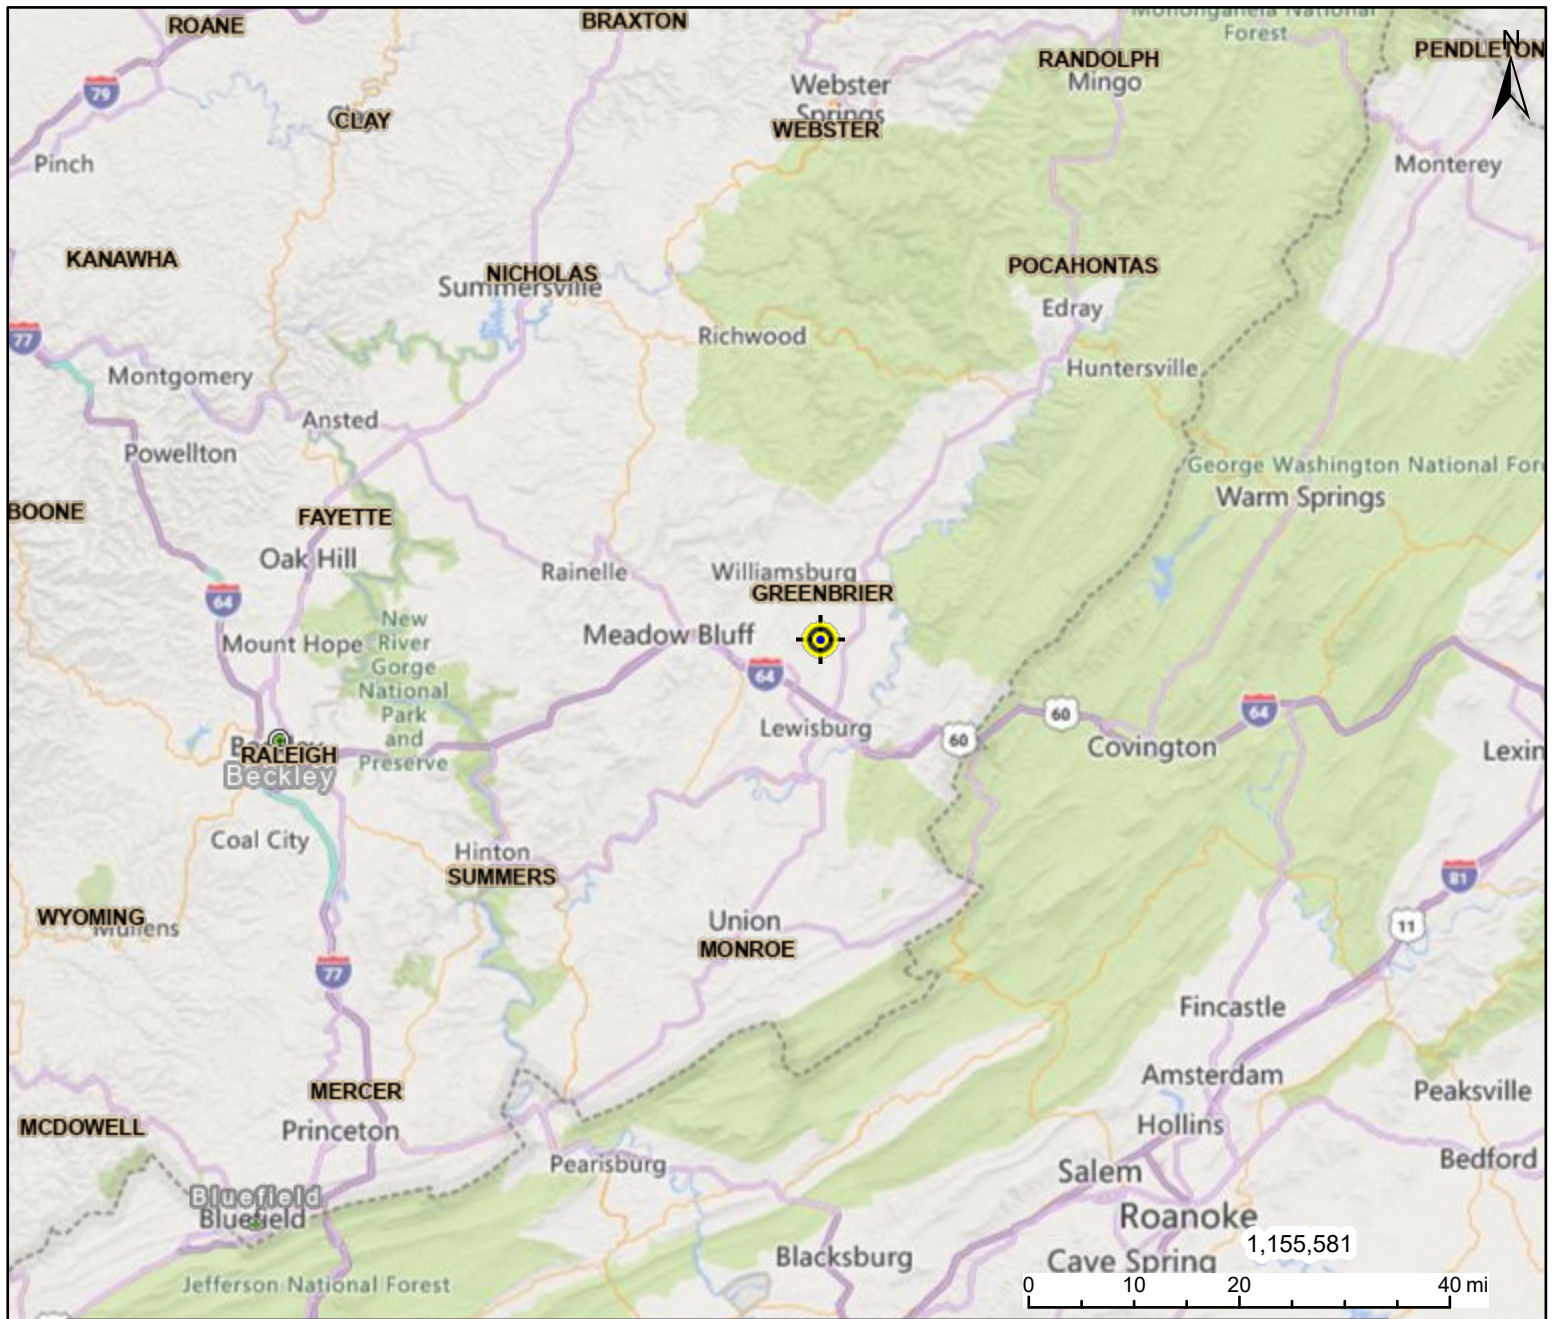 ROANE
BRAXTON
Monongahela National
Forest
RANDOLPH
Mingo
PENDLETON
N
79
Webster
Springs
WEBSTER
CLAY
Pinch
Monterey
KANAWHA
NICHOLAS
Summersville
POCAHONTAS
Edray
77
Richwood
Montgomery
Huntersville
Ansted
Powellton
George Washington National Fore
Warm Springs
BOONE
FAYETTE
Oak Hill
Rainelle
Williamsburg
GREENBRIER
64
New
River
Gorge
National
Park
and
Preserve
Mount Hope
Meadow Bluff
64
Lewisburg
60
60
64
Covington
Lexin
RALEIGH
Beckley
Coal City
Hinton
SUMMERS
81
WYOMING
Mullens
Union
MONROE
11
77
Fincastle
MERCER
Amsterdam
Peaksville
MCDOWELL
Princeton
Hollins
Pearisburg
Salem
Bedford
Bluefield
Bluefield
Roanoke
1,155,581
Blacksburg
Cave Spring
Jefferson National Forest
0 10 20 40 mi